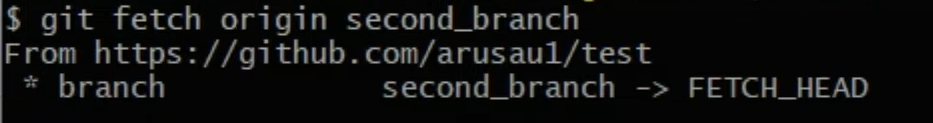 $ git fetch origin second_branch
From https://github.com/arusau1/test
 * branch            second_branch -> FETCH_HEAD